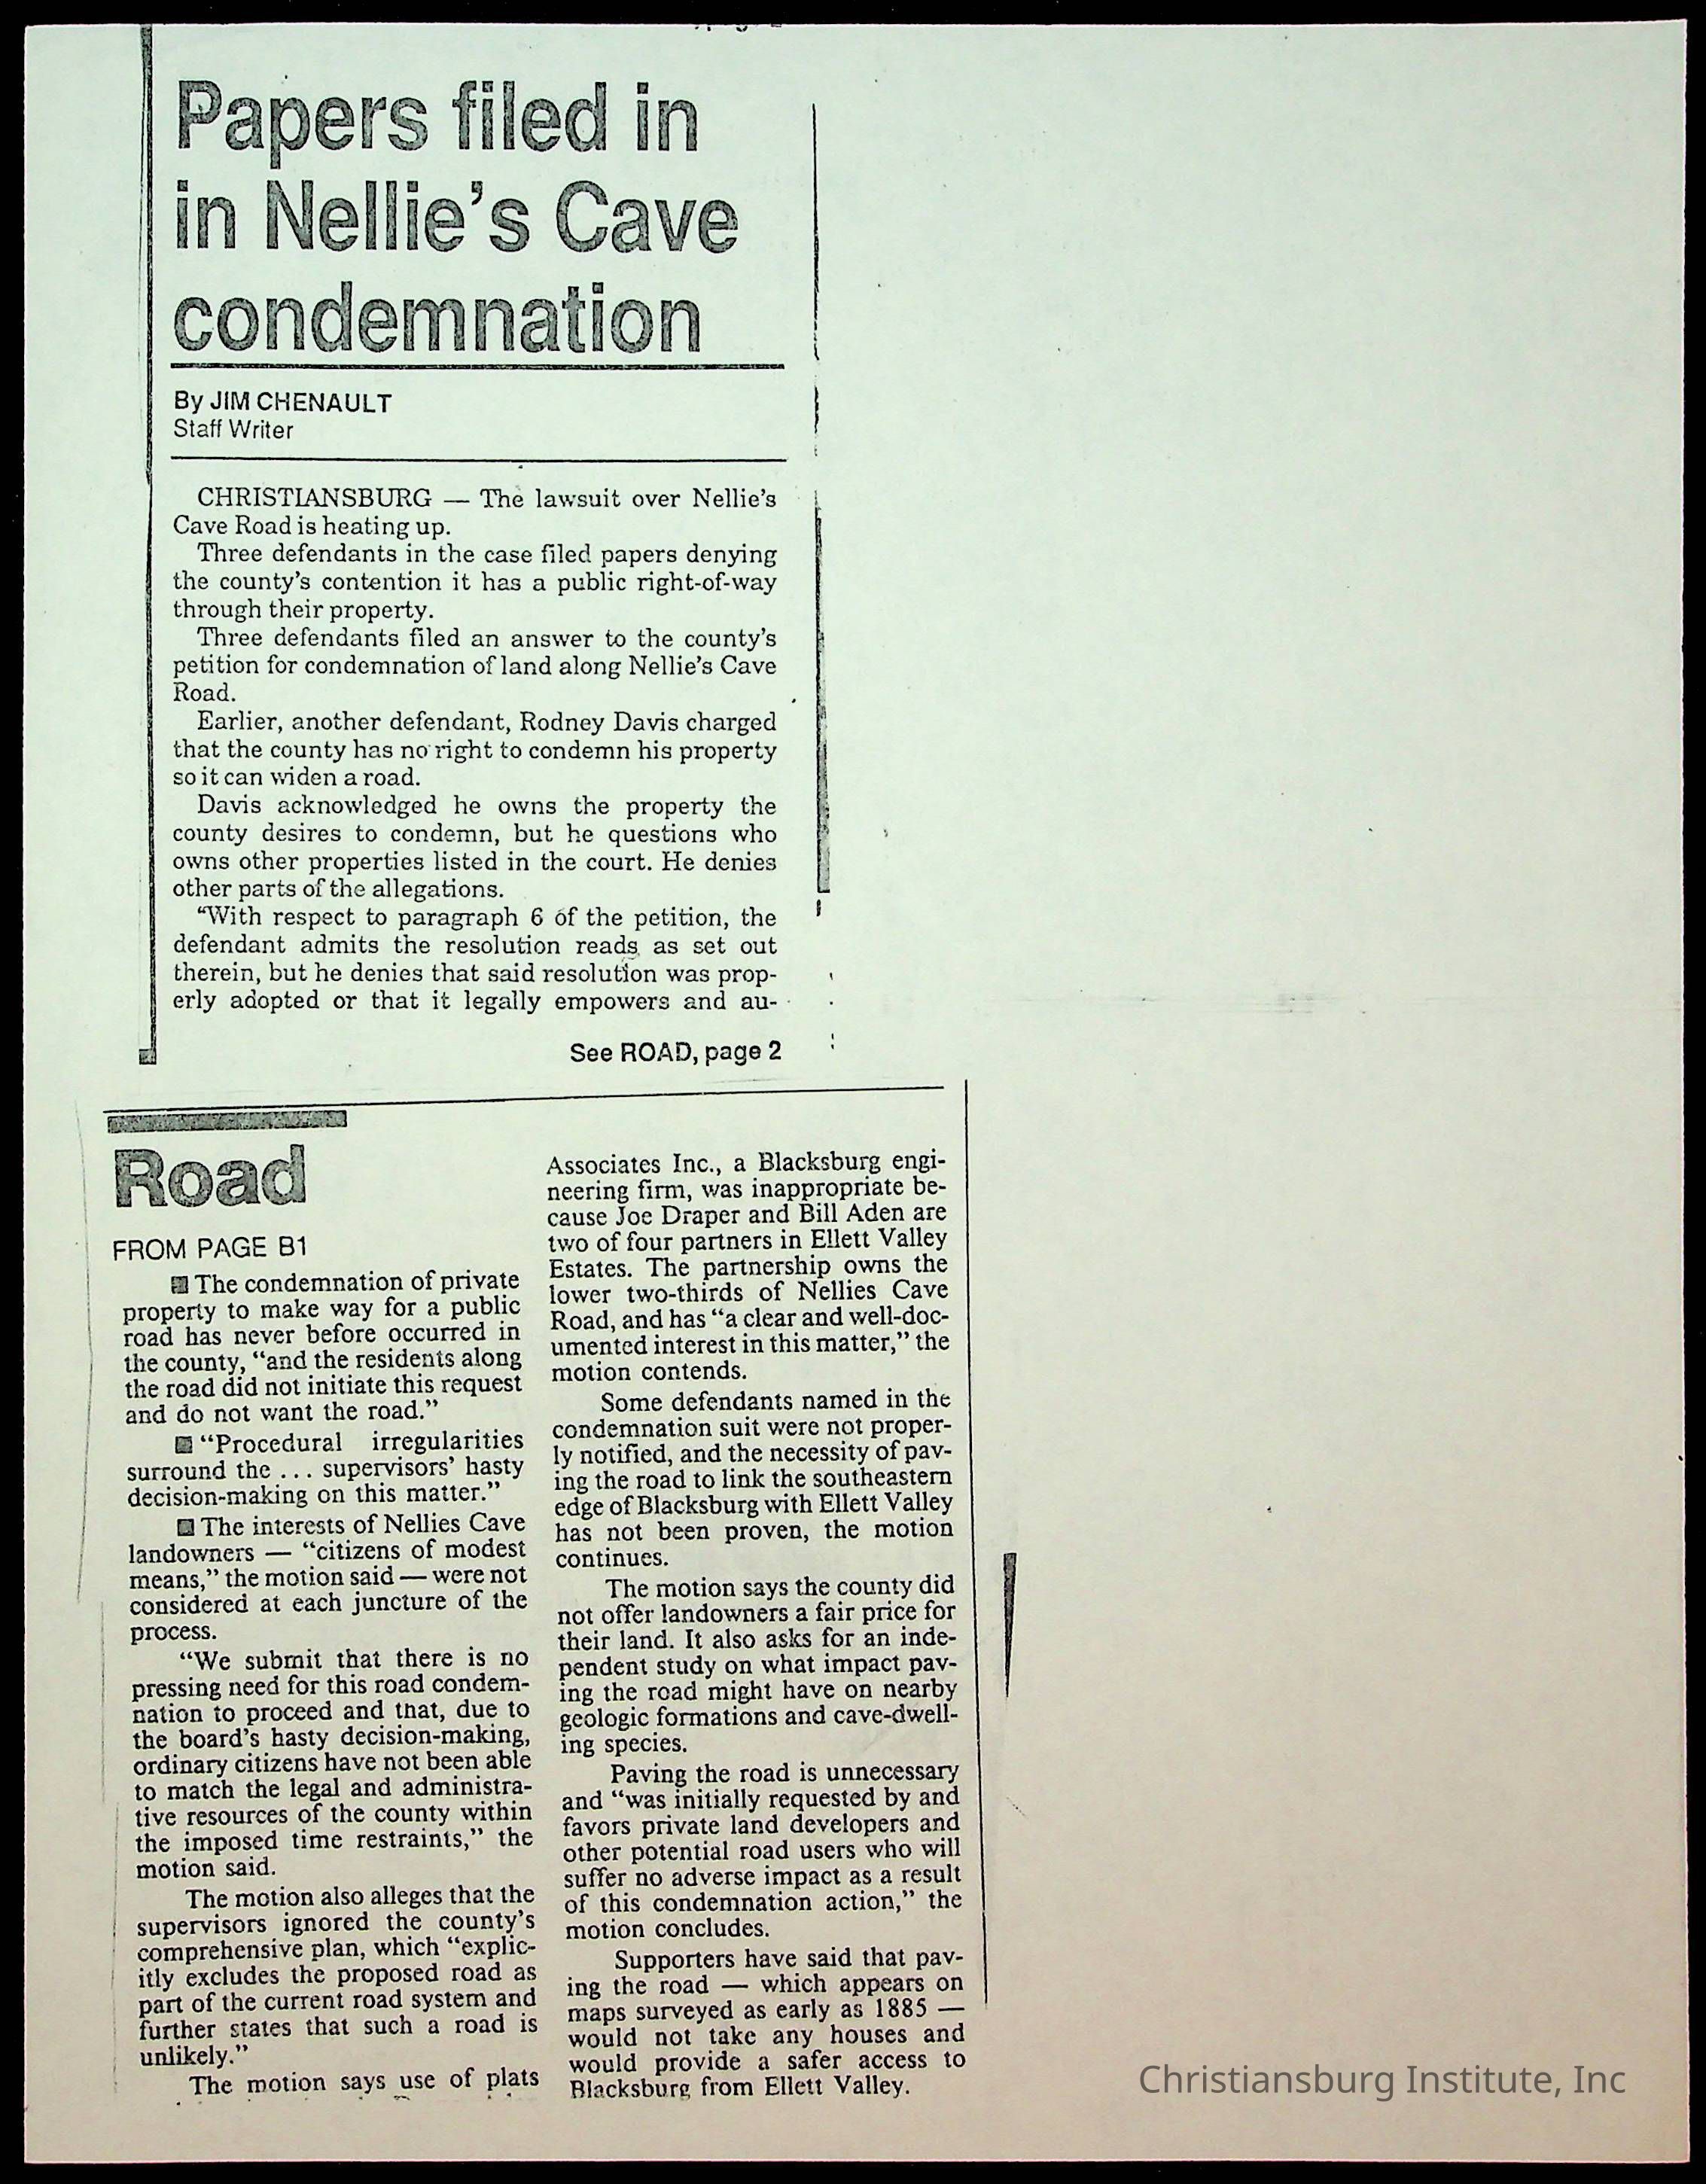 Papers filed in
in Nellie's Cave
condemnation
By JIM CHENAULT
Staff Writer
CHRISTIANSBURG — The lawsuit over Nellie's
Cave Road is heating up.
Three defendants in the case filed papers denying
the county's contention it has a public right-of-way
through their property.
Three defendants filed an answer to the county's
petition for condemnation of land along Nellie's Cave
Road.
Earlier, another defendant, Rodney Davis charged
that the county has no right to condemn his property
so it can widen a road.
Davis acknowledged he owns the property the
county desires to condemn, but he questions who
owns other properties listed in the court. He denies
other parts of the allegations.
“With respect to paragraph 6 of the petition, the
defendant admits the resolution reads as set out
therein, but he denies that said resolution was prop-
erly adopted or that it legally empowers and au-
See ROAD, page 2
Road
FROM PAGE B1
■ The condemnation of private
property to make way for a public
road has never before occurred in
the county, “and the residents along
the road did not initiate this request
and do not want the road.”
■ “Procedural irregularities
surround the ... supervisors' hasty
decision-making on this matter.”
■ The interests of Nellies Cave
landowners — “citizens of modest
means,” the motion said — were not
considered at each juncture of the
process.
“We submit that there is no
pressing need for this road condem-
nation to proceed and that, due to
the board's hasty decision-making,
ordinary citizens have not been able
to match the legal and administra-
tive resources of the county within
the imposed time restraints,” the
motion said.
The motion also alleges that the
supervisors ignored the county's
comprehensive plan, which “explic-
itly excludes the proposed road as
part of the current road system and
further states that such a road is
unlikely.”
The motion says use of plats
Associates Inc., a Blacksburg engi-
neering firm, was inappropriate be-
cause Joe Draper and Bill Aden are
two of four partners in Ellett Valley
Estates. The partnership owns the
lower two-thirds of Nellies Cave
Road, and has “a clear and well-doc-
umented interest in this matter,” the
motion contends.
Some defendants named in the
condemnation suit were not proper-
ly notified, and the necessity of pav-
ing the road to link the southeastern
edge of Blacksburg with Ellett Valley
has not been proven, the motion
continues.
The motion says the county did
not offer landowners a fair price for
their land. It also asks for an inde-
pendent study on what impact pav-
ing the road might have on nearby
geologic formations and cave-dwell-
ing species.
Paving the road is unnecessary
and “was initially requested by and
favors private land developers and
other potential road users who will
suffer no adverse impact as a result
of this condemnation action,” the
motion concludes.
Supporters have said that pav-
ing the road — which appears on
maps surveyed as early as 1885 —
would not take any houses and
would provide a safer access to
Blacksburg from Ellett Valley.
Christiansburg Institute, Inc